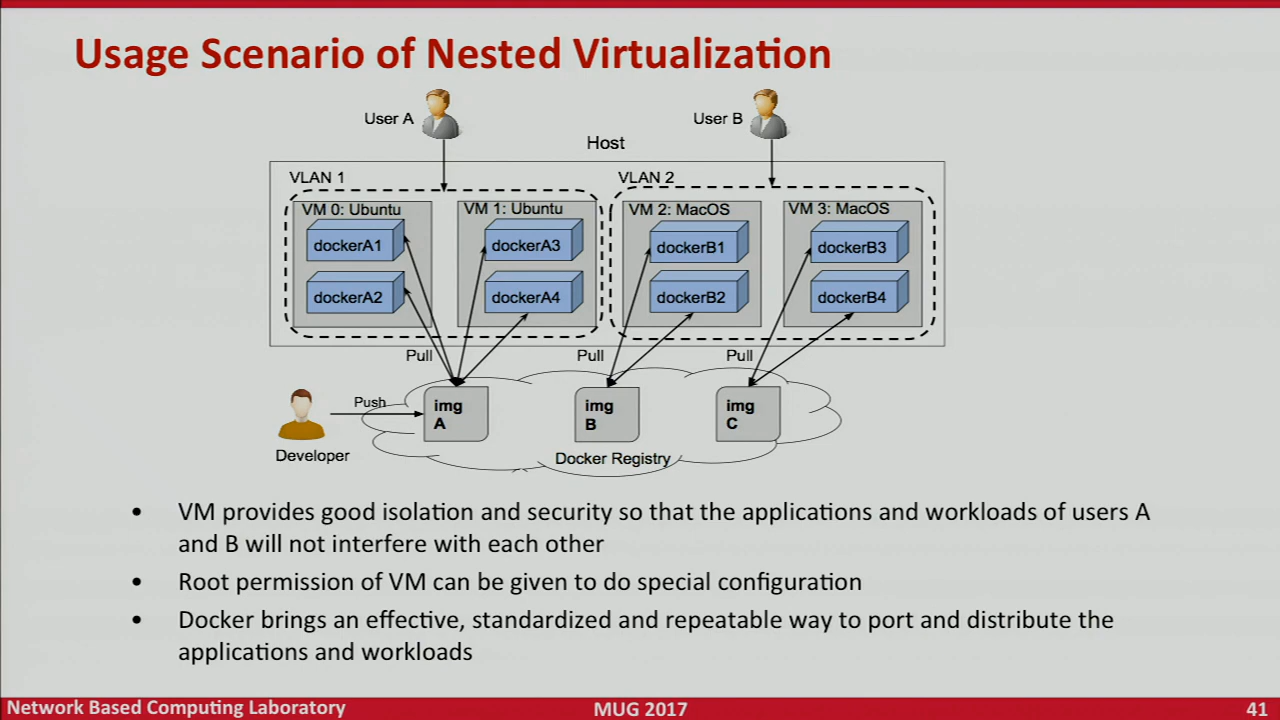 Usage Scenario of Nested Virtualization
User A
User B
Host
VLAN 1
VLAN 2
VM 0: Ubuntu
VM 1: Ubuntu
VM 2: MacOS
VM 3: MacOS
dockerA1
dockerA3
dockerB1
dockerB3
dockerA2
dockerA4
dockerB2
dockerB4
Pull
Pull
Pull
Push
img
A
img
B
img
C
Developer
Docker Registry
• VM provides good isolation and security so that the applications and workloads of users A
and B will not interfere with each other
• Root permission of VM can be given to do special configuration
• Docker brings an effective, standardized and repeatable way to port and distribute the
applications and workloads
Network Based Computing Laboratory
MUG 2017
41